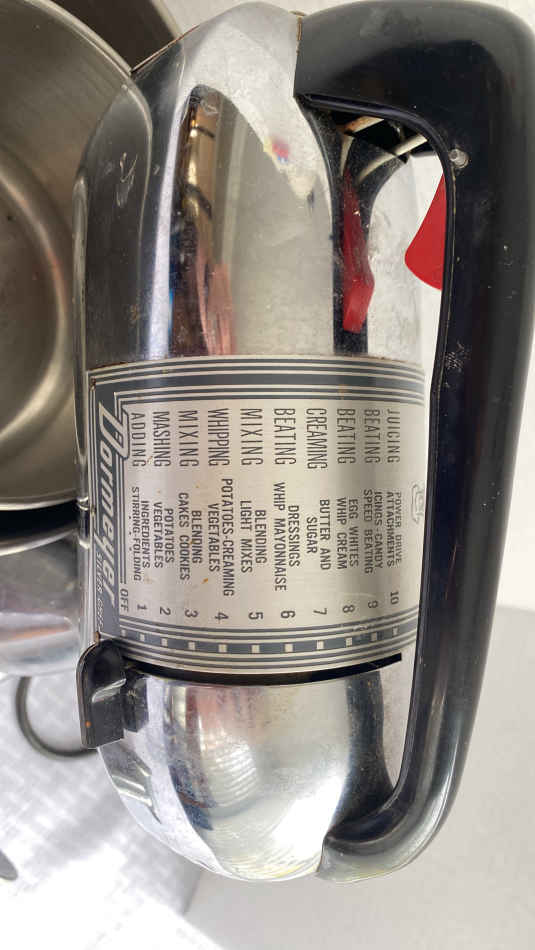 Dormeyer
SILVER
OFF
ADDING INGREDIENTS STIRRING-FOLDING 1
MASHING POTATOES VEGETABLES 2
MIXING BLENDING CAKES COOKIES 3
WHIPPING POTATOES-CREAMING VEGETABLES 4
MIXING BLENDING LIGHT MIXES 5
BEATING DRESSINGS WHIP MAYONNAISE 6
CREAMING BUTTER AND SUGAR 7
BEATING EGG WHITES WHIP CREAM 8
BEATING ICINGS-CANDY SPEED BEATING 9
JUICING POWER DRIVE ATTACHMENTS 10